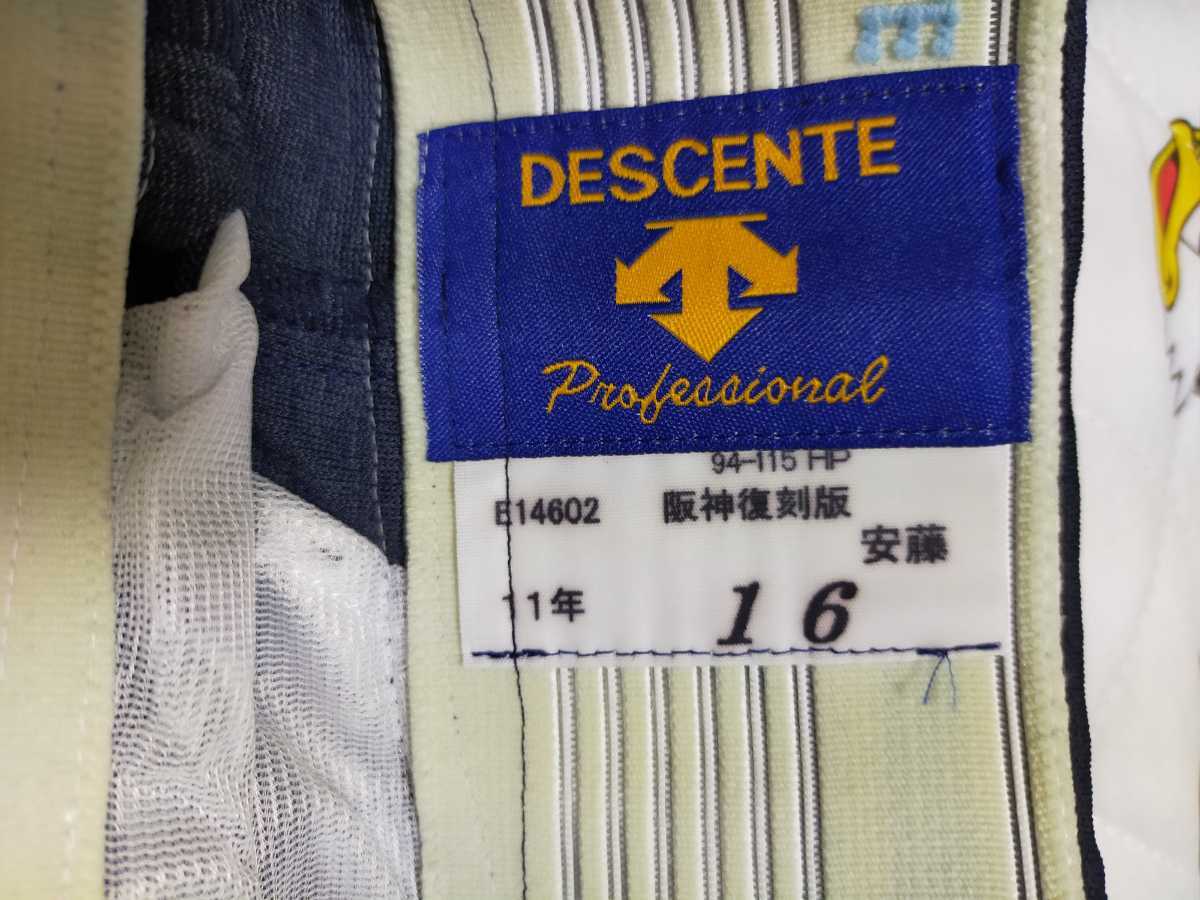 DESCENTE
Professional
94-115 HP
E14602 阪神復刻版
安藤
11年 16